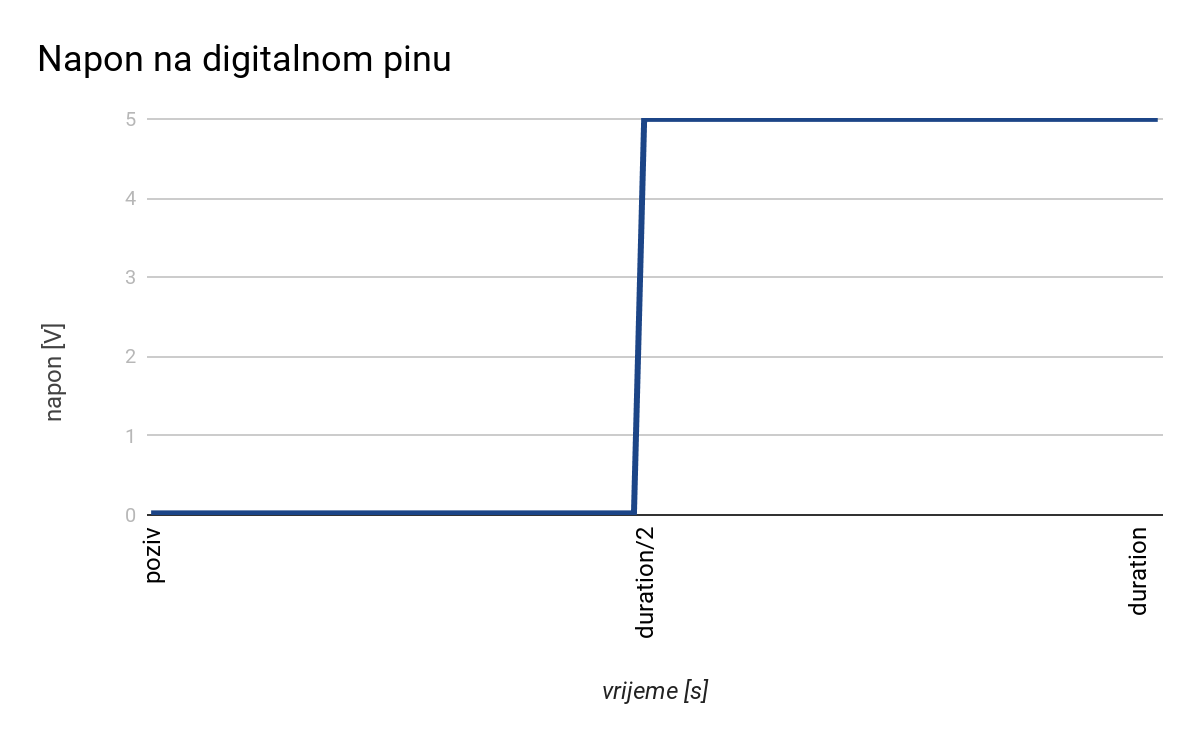 Napon na digitalnom pinu
5
4
3
2
1
0
napon [V]
poziv
duration/2
duration
vrijeme [s]